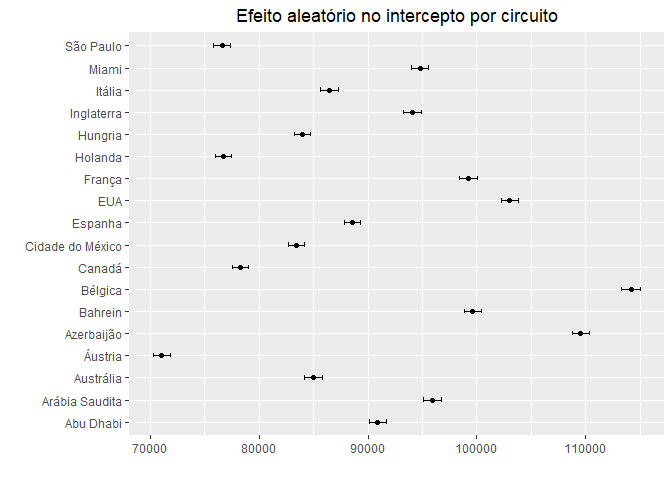 Efeito aleatório no intercepto por circuito
São Paulo
Miami
Itália
Inglaterra
Hungria
Holanda
França
EUA
Espanha
Cidade do México
Canadá
Bélgica
Bahrein
Azerbaijão
Áustria
Austrália
Arábia Saudita
Abu Dhabi
70000 80000 90000 100000 110000